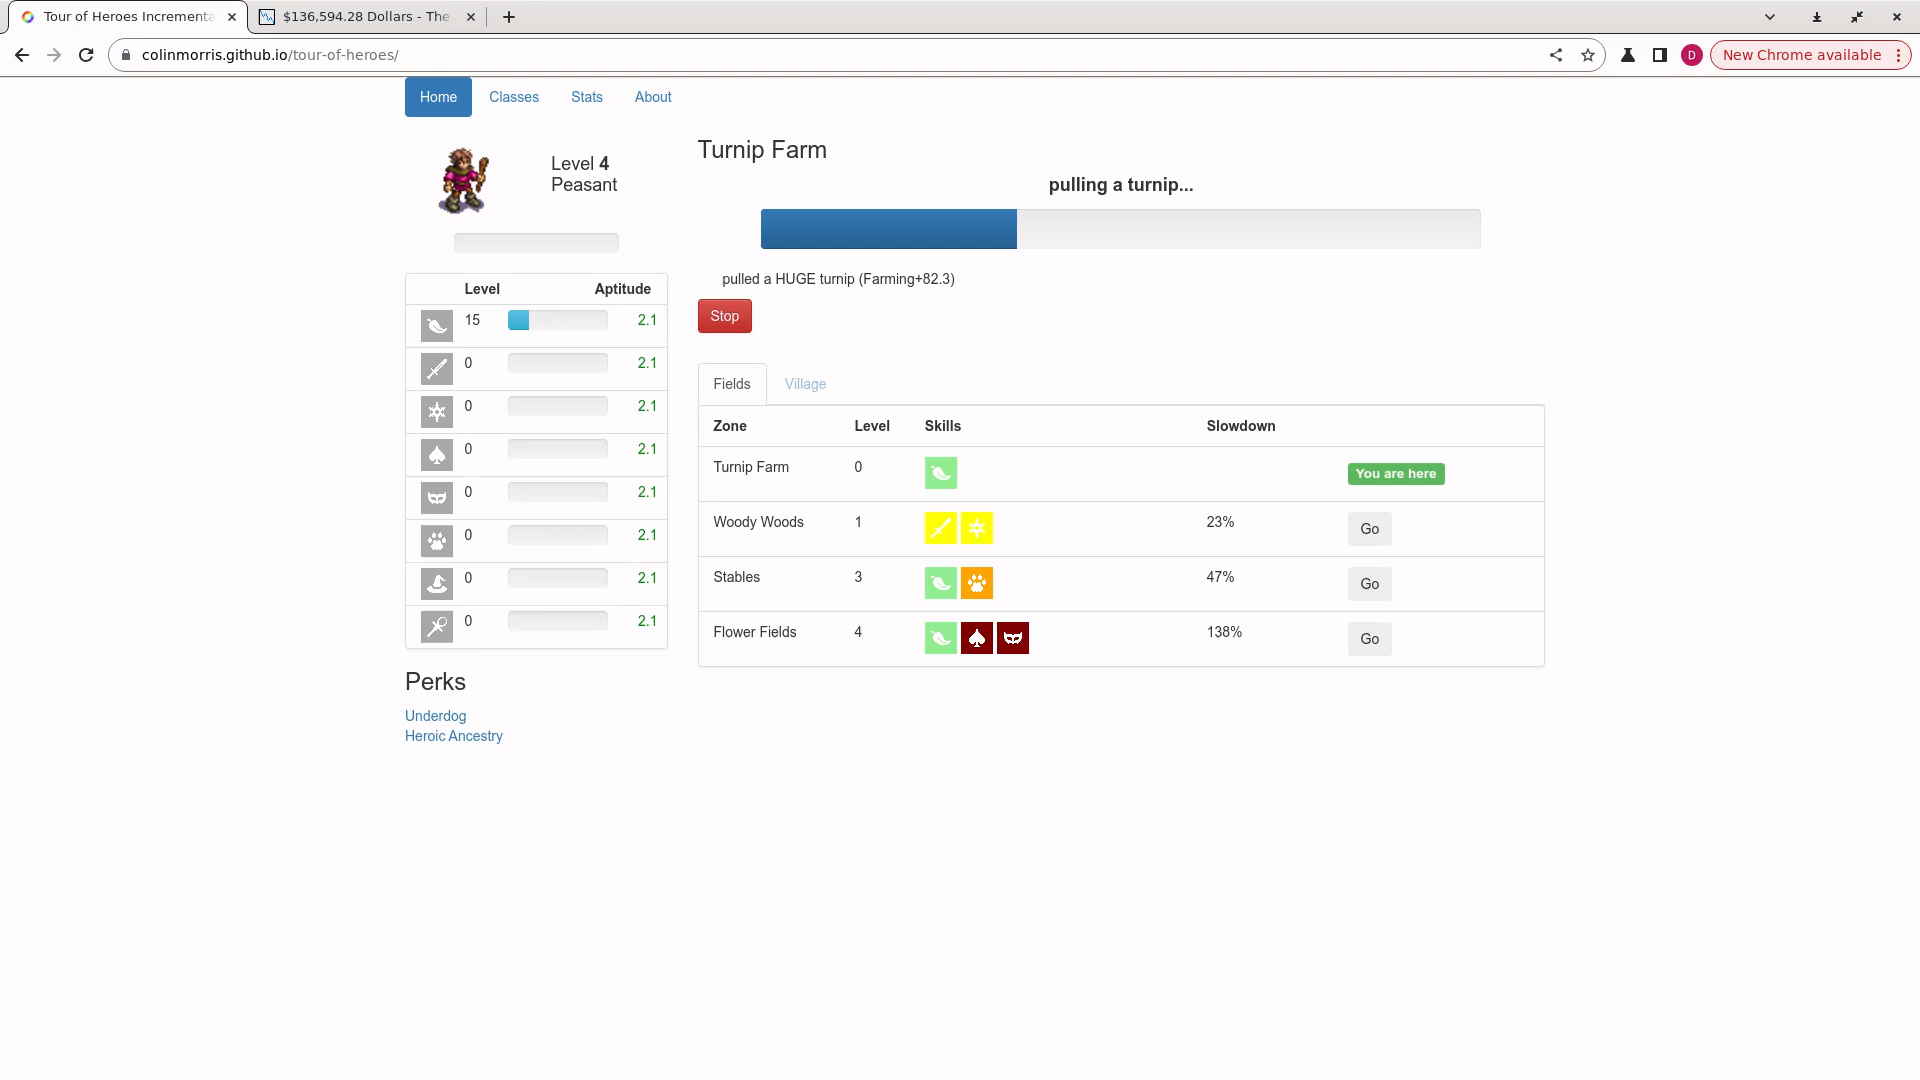 Tour of Heroes Incrementa
$136,594.28 Dollars - The
colinmorris.github.io/tour-of-heroes/
D
New Chrome available
Home
Classes
Stats
About
Level 4
Peasant
Level
Aptitude
15
2.1
0
2.1
0
2.1
0
2.1
0
2.1
0
2.1
0
2.1
0
2.1
Perks
Underdog
Heroic Ancestry
Turnip Farm
pulling a turnip...
pulled a HUGE turnip (Farming+82.3)
Stop
Fields
Village
Zone Level Skills Slowdown
Turnip Farm 0 You are here
Woody Woods 1 23% Go
Stables 3 47% Go
Flower Fields 4 138% Go